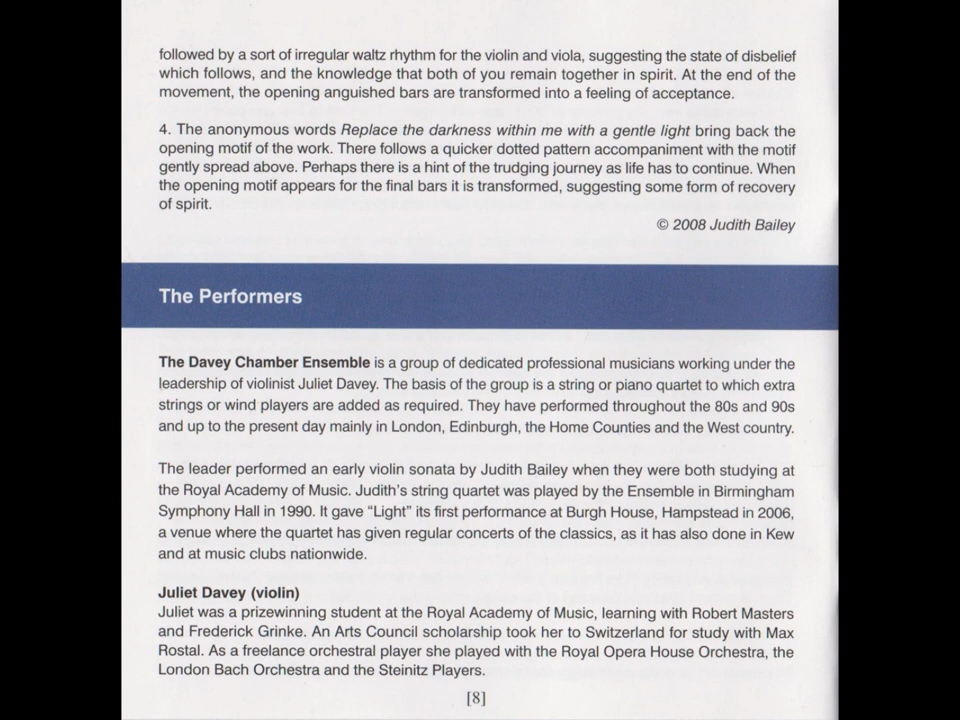 followed by a sort of irregular waltz rhythm for the violin and viola, suggesting the state of disbelief
which follows, and the knowledge that both of you remain together in spirit. At the end of the
movement, the opening anguished bars are transformed into a feeling of acceptance.
4. The anonymous words Replace the darkness within me with a gentle light bring back the
opening motif of the work. There follows a quicker dotted pattern accompaniment with the motif
gently spread above. Perhaps there is a hint of the trudging journey as life has to continue. When
the opening motif appears for the final bars it is transformed, suggesting some form of recovery
of spirit.
© 2008 Judith Bailey
The Performers
The Davey Chamber Ensemble is a group of dedicated professional musicians working under the
leadership of violinist Juliet Davey. The basis of the group is a string or piano quartet to which extra
strings or wind players are added as required. They have performed throughout the 80s and 90s
and up to the present day mainly in London, Edinburgh, the Home Counties and the West country.
The leader performed an early violin sonata by Judith Bailey when they were both studying at
the Royal Academy of Music. Judith's string quartet was played by the Ensemble in Birmingham
Symphony Hall in 1990. It gave “Light” its first performance at Burgh House, Hampstead in 2006,
a venue where the quartet has given regular concerts of the classics, as it has also done in Kew
and at music clubs nationwide.
Juliet Davey (violin)
Juliet was a prizewinning student at the Royal Academy of Music, learning with Robert Masters
and Frederick Grinke. An Arts Council scholarship took her to Switzerland for study with Max
Rostal. As a freelance orchestral player she played with the Royal Opera House Orchestra, the
London Bach Orchestra and the Steinitz Players.
[8]